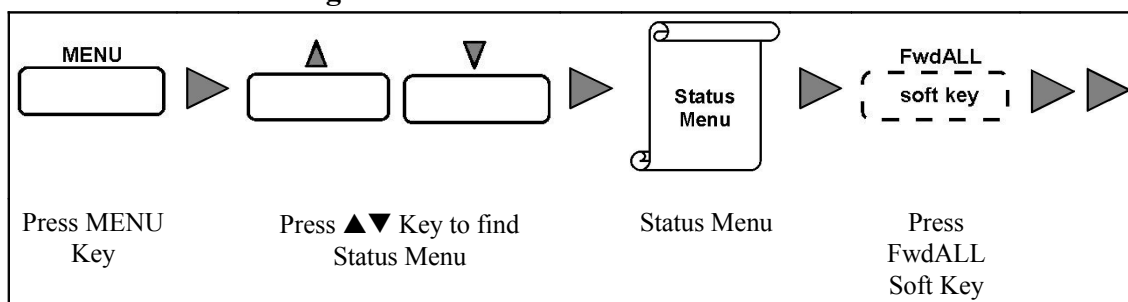 MENU
FwdALL
soft key
Status
Menu
Press MENU
Key
Press ▲▼ Key to find
Status Menu
Status Menu
Press
FwdALL
Soft Key